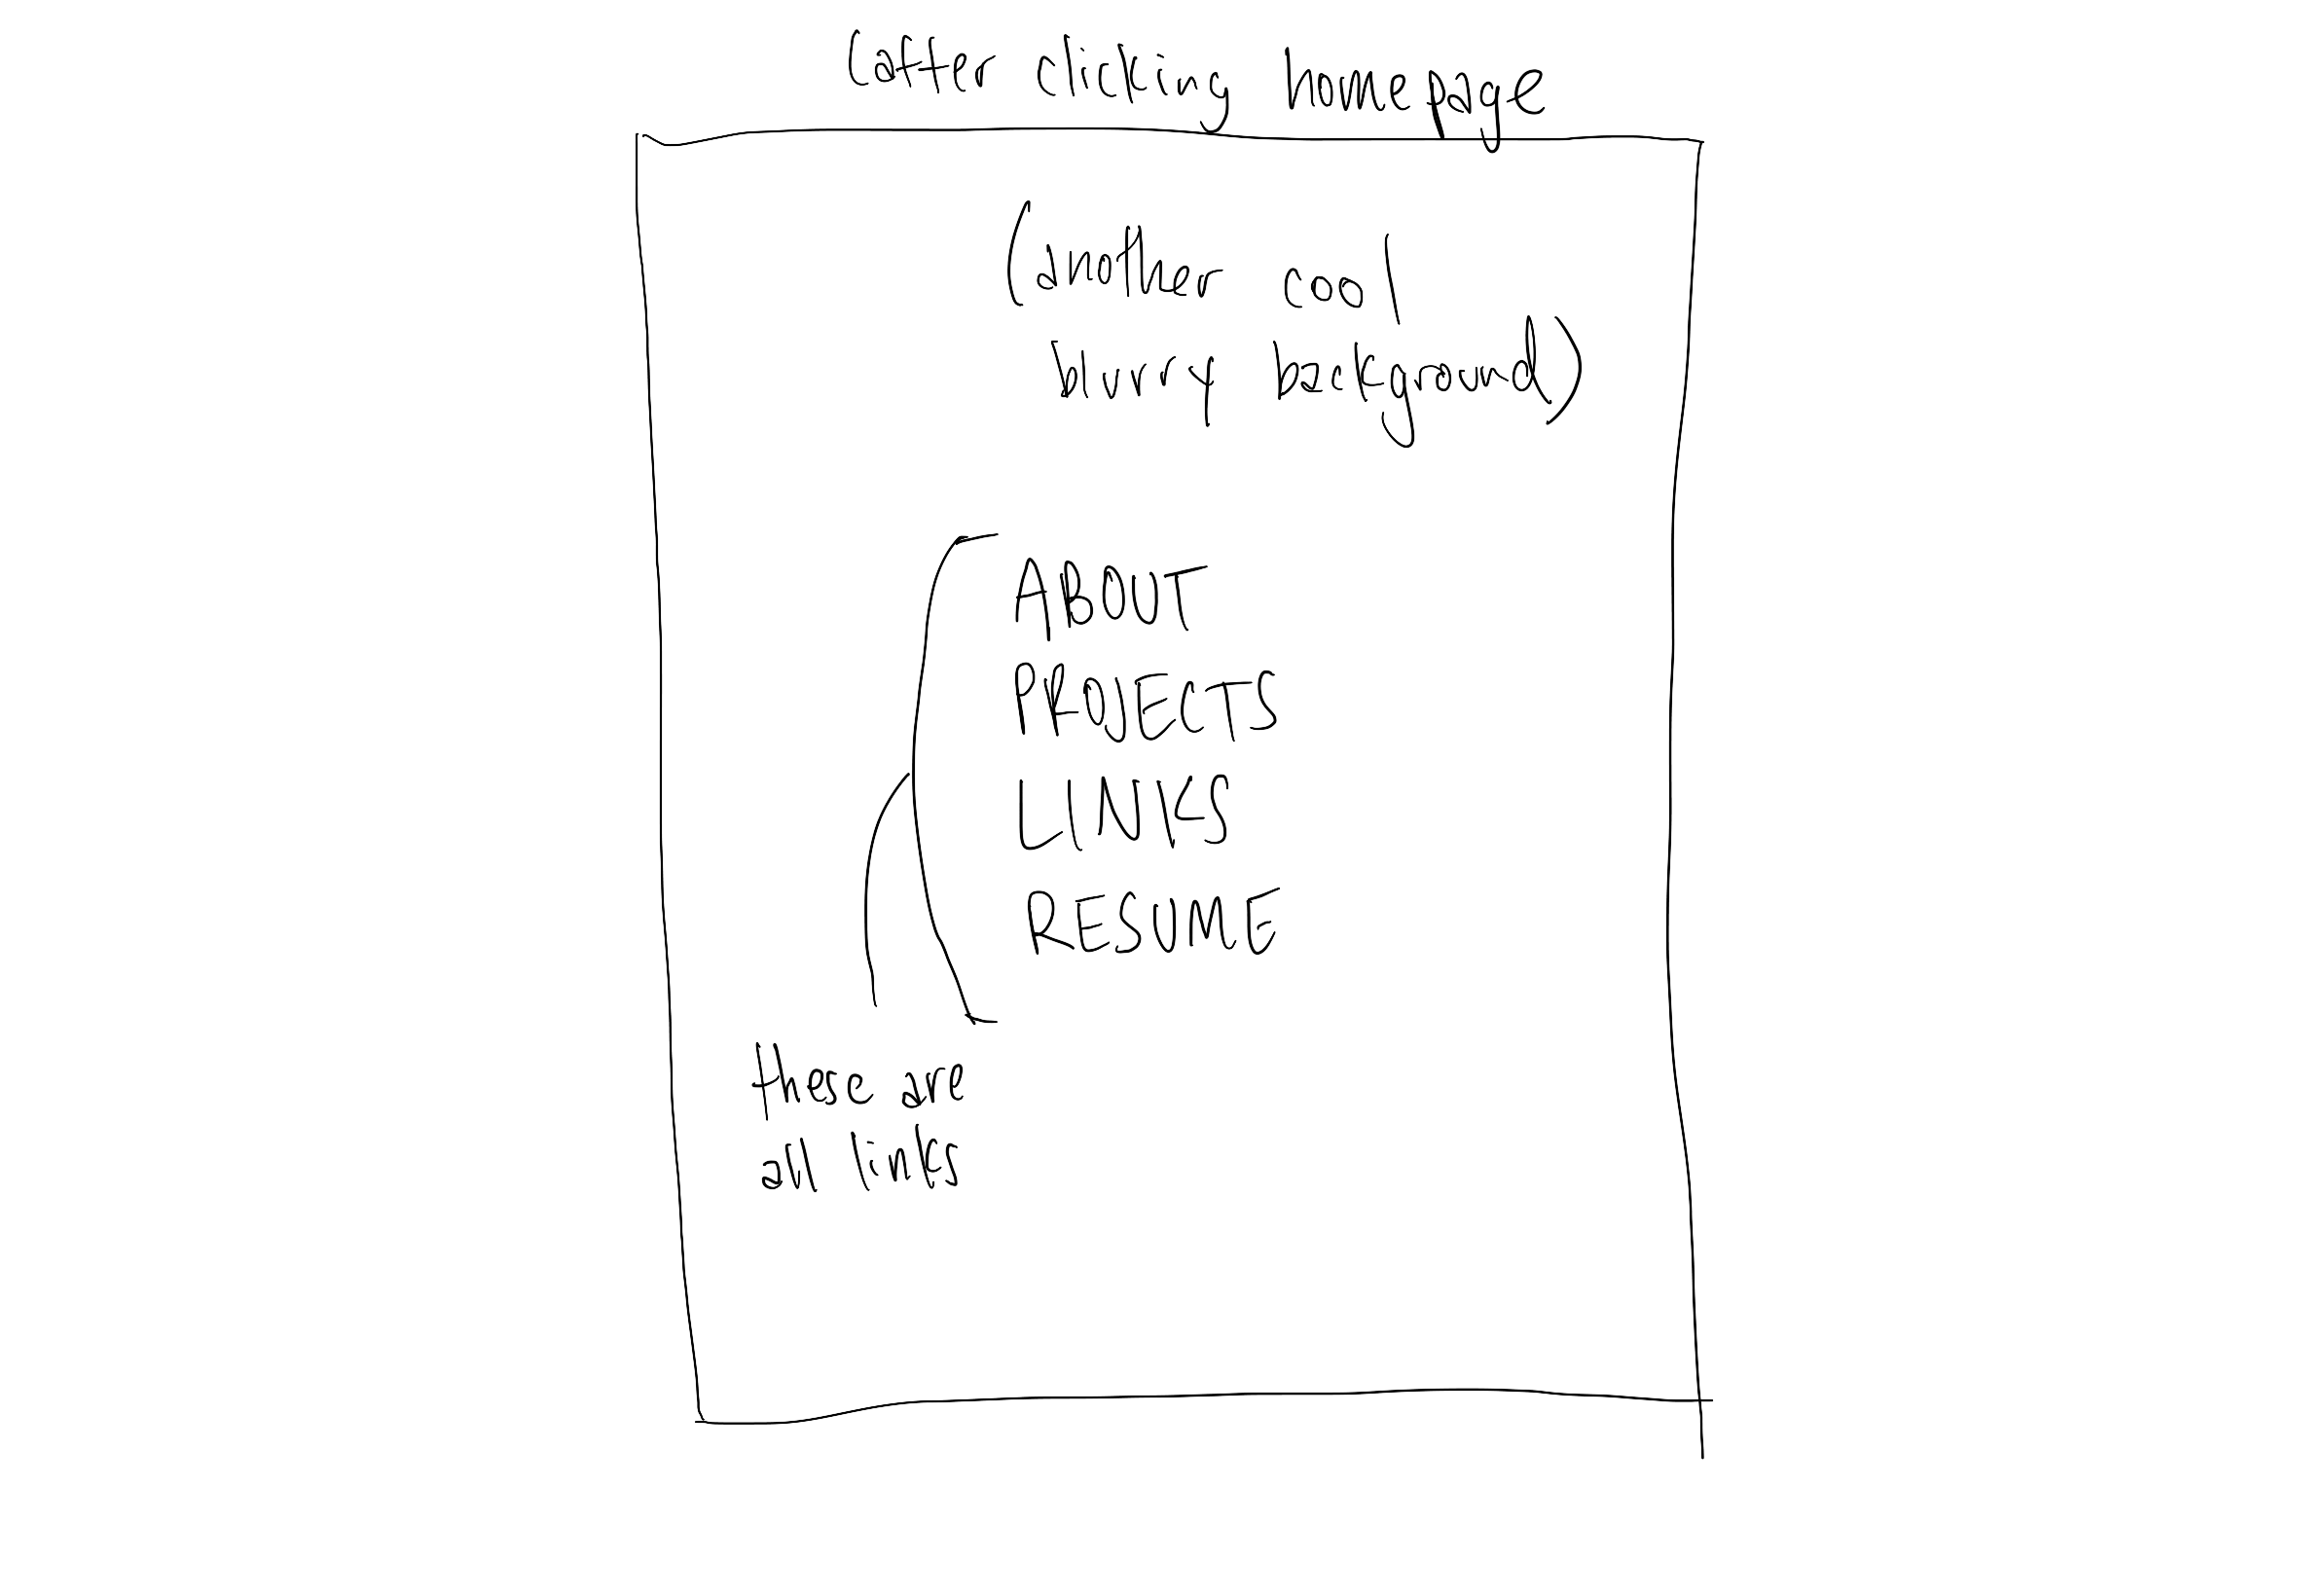 (after clicking homepage
(another cool
blurry background)
ABOUT
PROJECTS
LINKS
RESUME
these are
all links